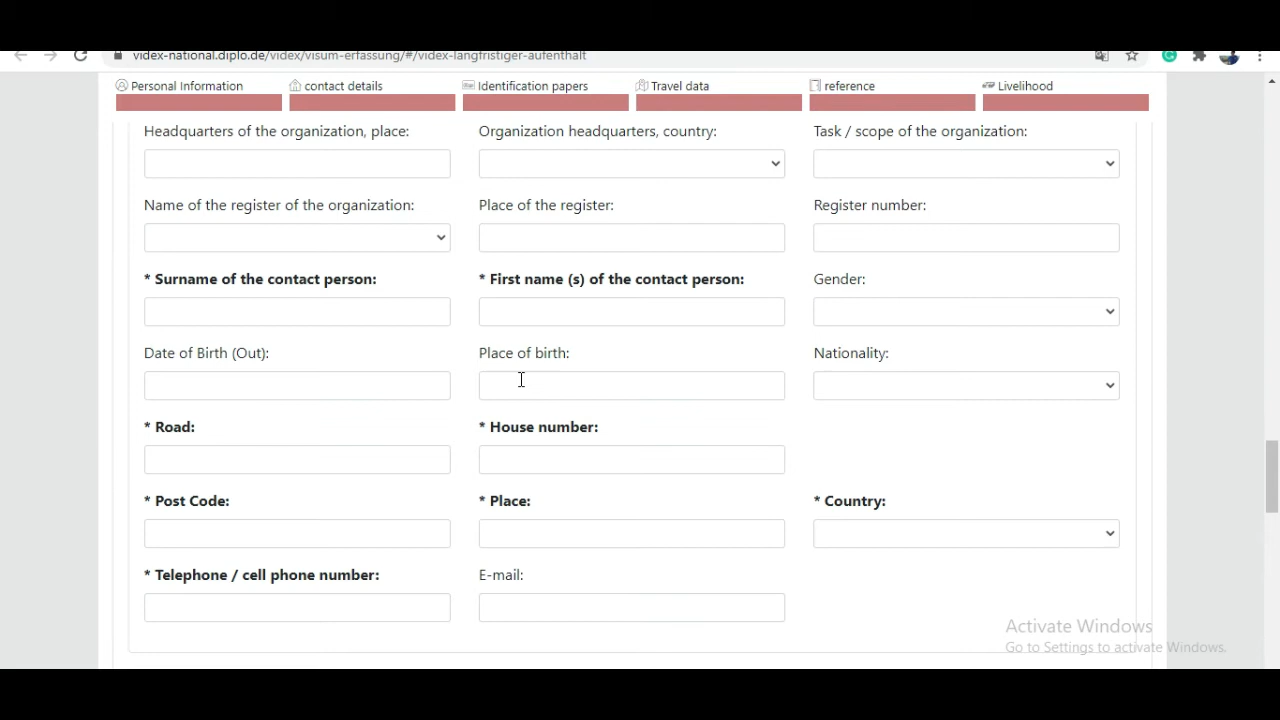 videx-national.diplo.de/videx/visum-erfassung/#/videx-langfristiger-aufenthalt
Personal Information contact details Identification papers Travel data reference Livelihood
Headquarters of the organization, place: Organization headquarters, country: Task / scope of the organization:
Name of the register of the organization: Place of the register: Register number:
* Surname of the contact person: * First name (s) of the contact person: Gender:
Date of Birth (Out): Place of birth: Nationality:
* Road: * House number:
* Post Code: * Place: * Country:
* Telephone / cell phone number: E-mail:
Activate Windows
Go to Settings to activate Windows.